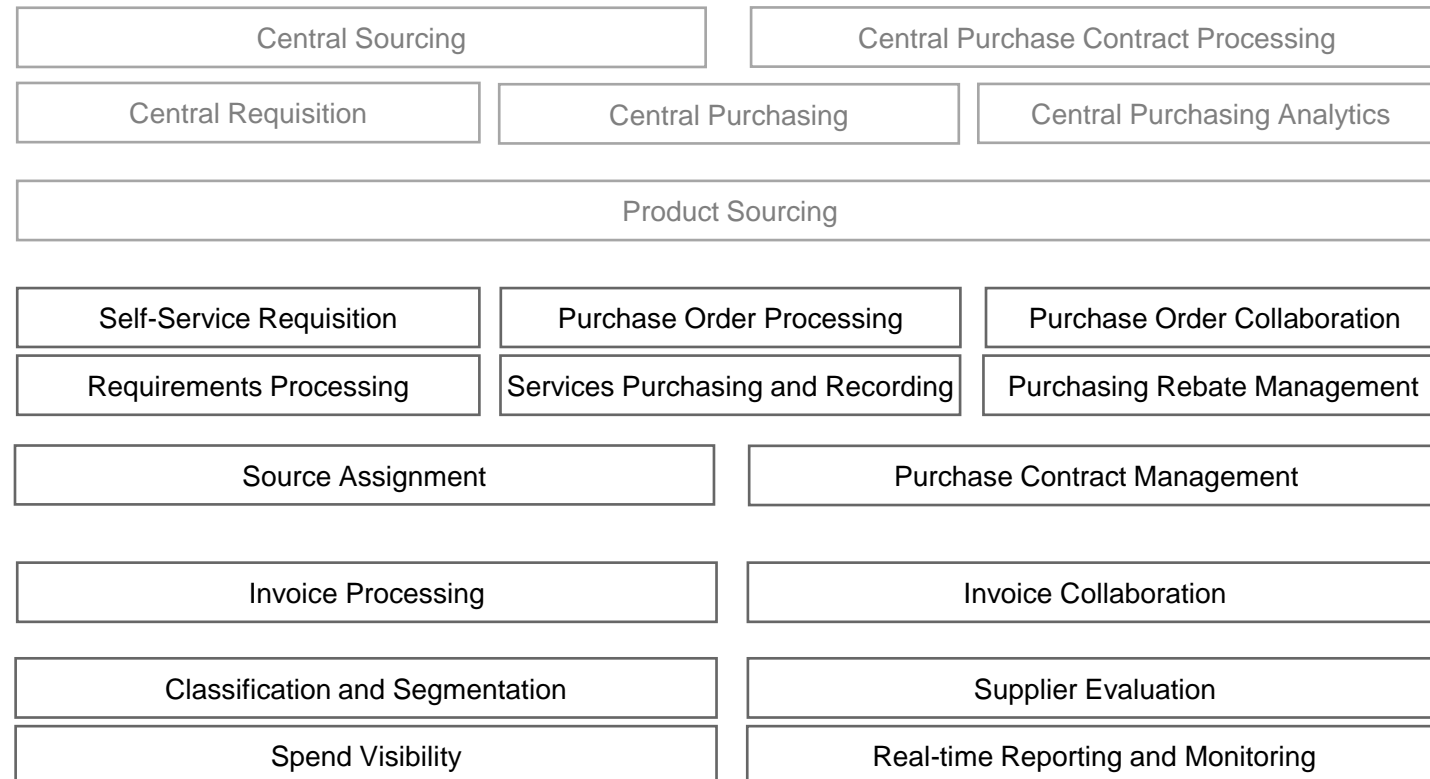 Central Sourcing
Central Purchase Contract Processing
Central Requisition
Central Purchasing
Central Purchasing Analytics
Product Sourcing
Self-Service Requisition
Purchase Order Processing
Purchase Order Collaboration
Requirements Processing
Services Purchasing and Recording
Purchasing Rebate Management
Source Assignment
Purchase Contract Management
Invoice Processing
Invoice Collaboration
Classification and Segmentation
Supplier Evaluation
Spend Visibility
Real-time Reporting and Monitoring